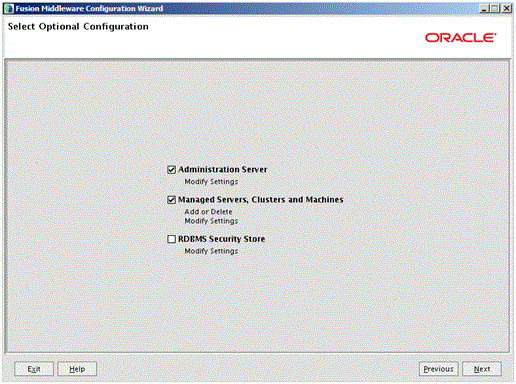 Fusion Middleware Configuration Wizard
Select Optional Configuration
ORACLE
Administration Server
Modify Settings
Managed Servers, Clusters and Machines
Add or Delete
Modify Settings
RDBMS Security Store
Modify Settings
Exit Help Previous Next